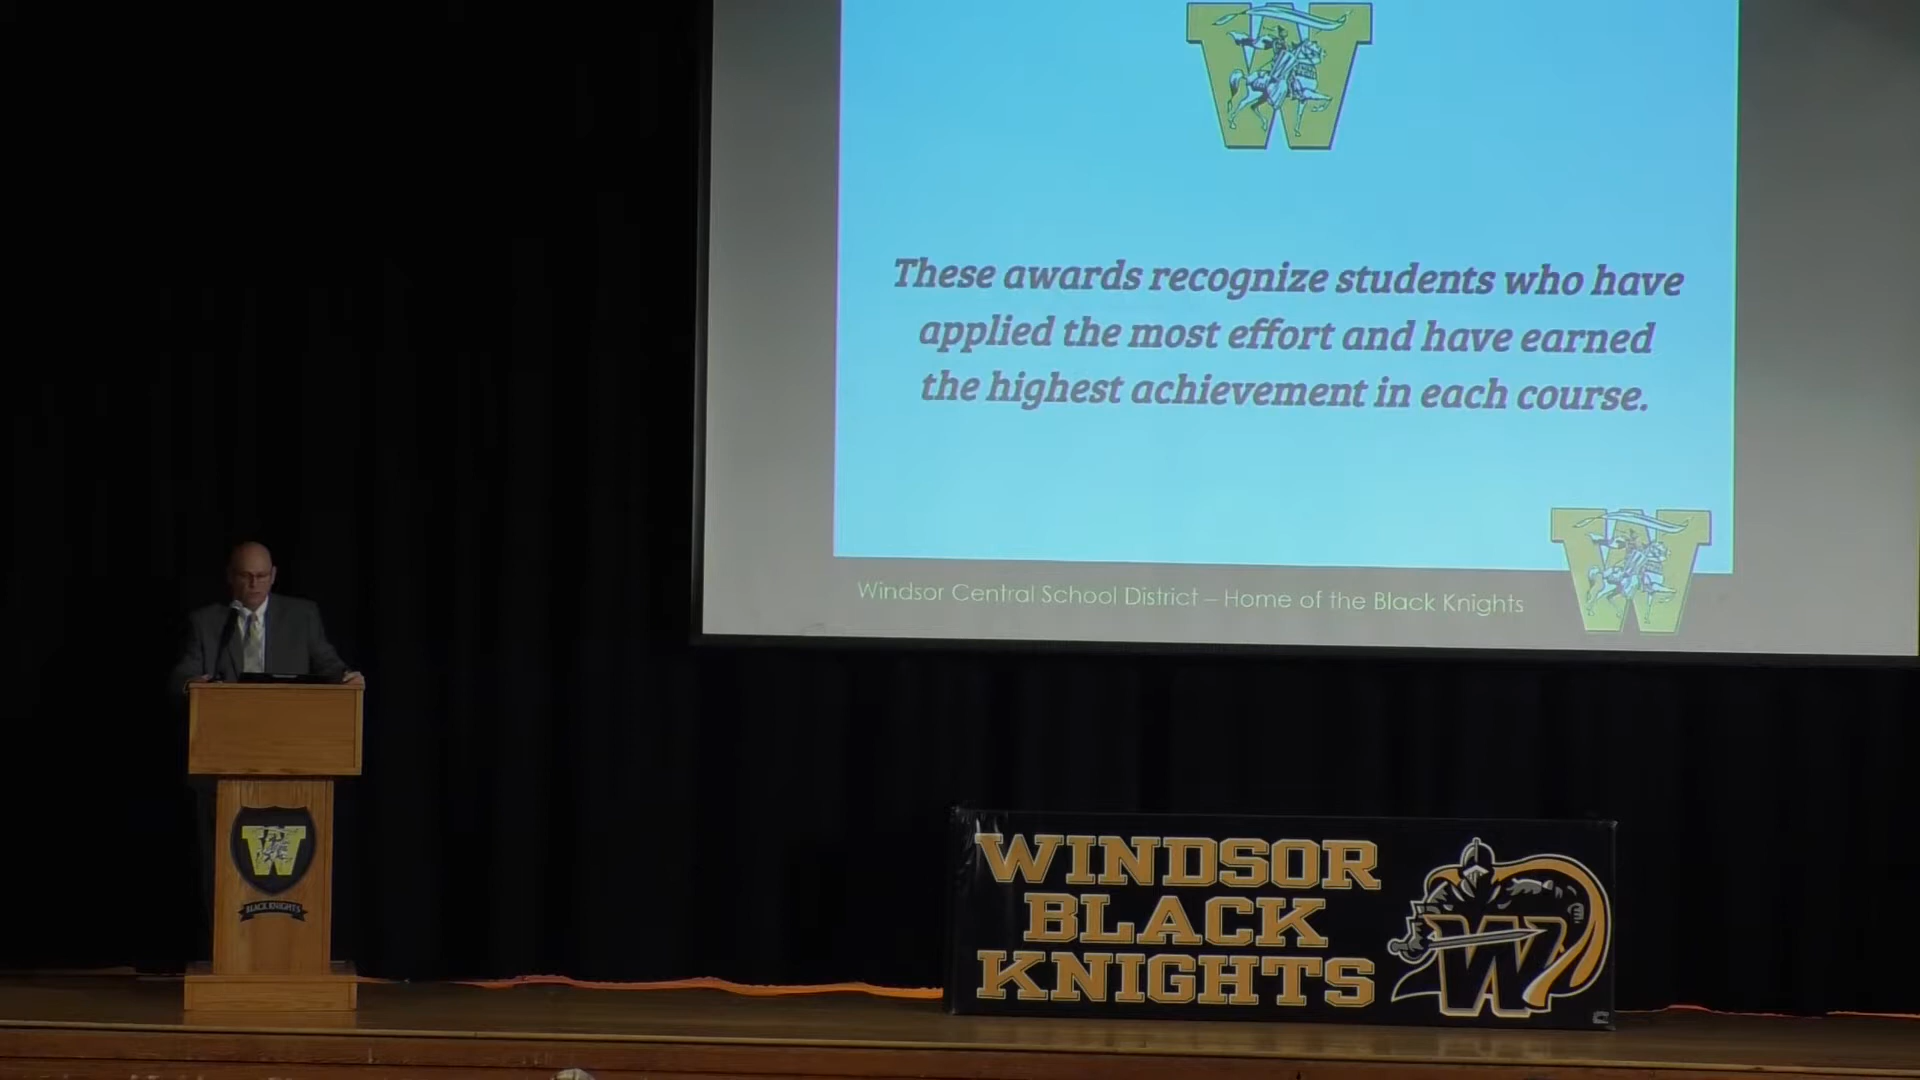 W
These awards recognize students who have
applied the most effort and have earned
the highest achievement in each course.
W
Windsor Central School District – Home of the Black Knights
W
BLACK KNIGHTS
WINDSOR
BLACK
KNIGHTS
W